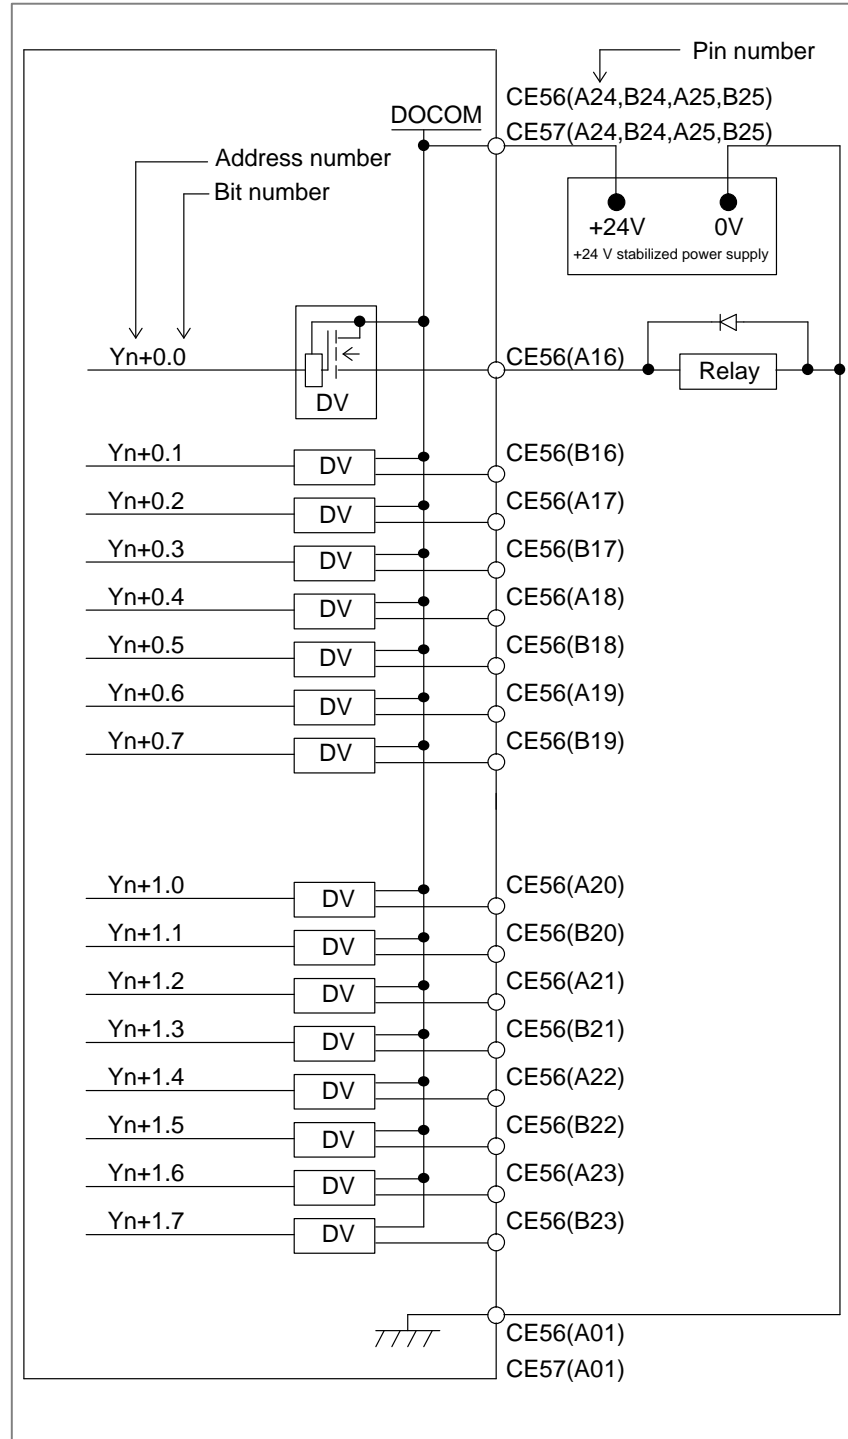 Pin number
CE56(A24,B24,A25,B25)
DOCOM
CE57(A24,B24,A25,B25)
Address number
Bit number
+24V 0V
+24 V stabilized power supply
Yn+0.0
CE56(A16)
Relay
DV
Yn+0.1
DV
CE56(B16)
Yn+0.2
DV
CE56(A17)
Yn+0.3
DV
CE56(B17)
Yn+0.4
DV
CE56(A18)
Yn+0.5
DV
CE56(B18)
Yn+0.6
DV
CE56(A19)
Yn+0.7
DV
CE56(B19)
Yn+1.0
DV
CE56(A20)
Yn+1.1
DV
CE56(B20)
Yn+1.2
DV
CE56(A21)
Yn+1.3
DV
CE56(B21)
Yn+1.4
DV
CE56(A22)
Yn+1.5
DV
CE56(B22)
Yn+1.6
DV
CE56(A23)
Yn+1.7
DV
CE56(B23)
CE56(A01)
CE57(A01)